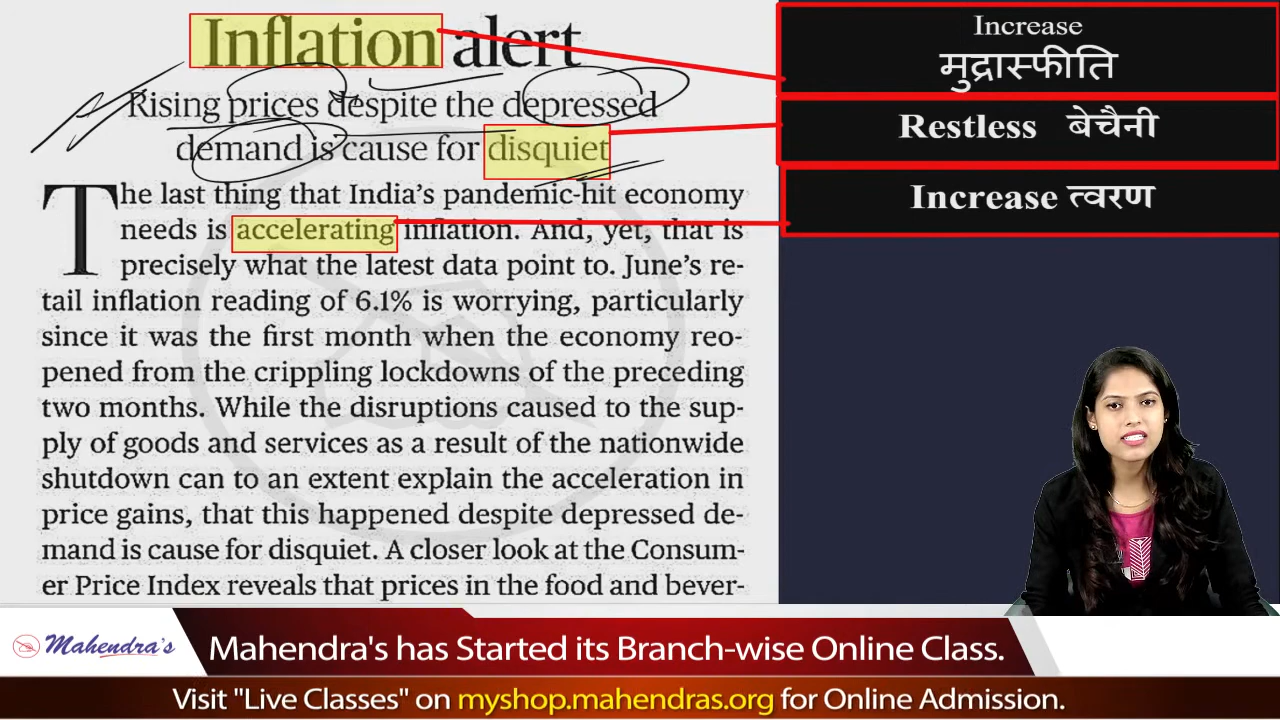 Inflation alert
Rising prices despite the depressed
demand is cause for disquiet
The last thing that India's pandemic-hit economy
needs is accelerating inflation. And, yet, that is
precisely what the latest data point to. June's re-
tail inflation reading of 6.1% is worrying, particularly
since it was the first month when the economy reo-
pened from the crippling lockdowns of the preceding
two months. While the disruptions caused to the sup-
ply of goods and services as a result of the nationwide
shutdown can to an extent explain the acceleration in
price gains, that this happened despite depressed de-
mand is cause for disquiet. A closer look at the Consum-
er Price Index reveals that prices in the food and bever-
Increase
मुद्रास्फीति
Restless बेचैनी
Increase त्वरण
Mahendra's
Mahendra's has Started its Branch-wise Online Class.
Visit "Live Classes" on myshop.mahendras.org for Online Admission.